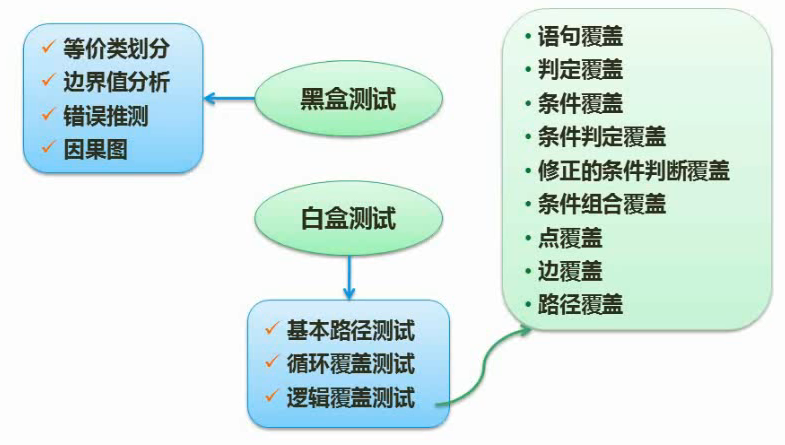 等价类划分
边界值分析
错误推测
因果图
黑盒测试
白盒测试
基本路径测试
循环覆盖测试
逻辑覆盖测试
语句覆盖
判定覆盖
条件覆盖
条件判定覆盖
修正的条件判断覆盖
条件组合覆盖
点覆盖
边覆盖
路径覆盖